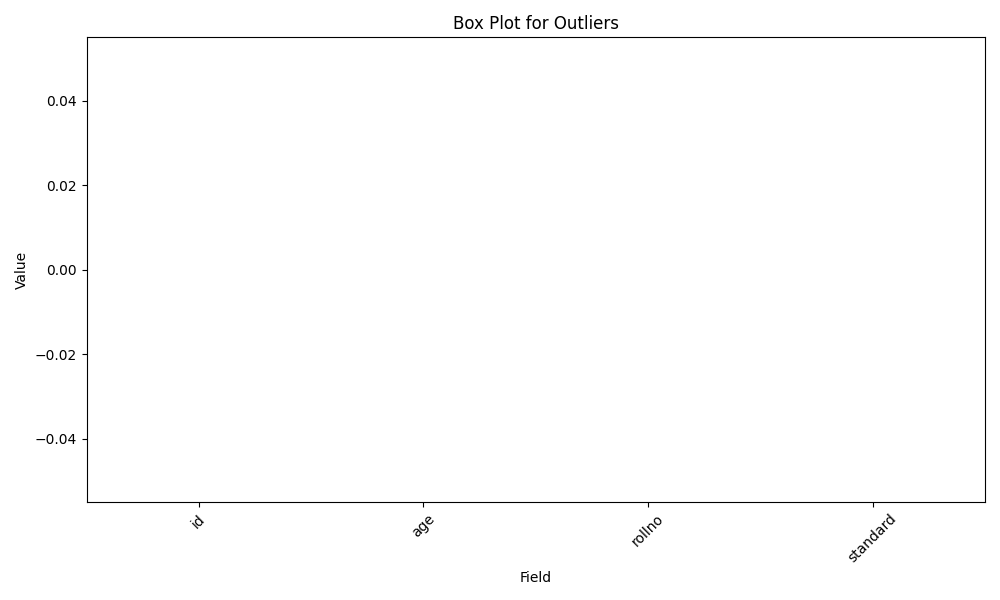 Box Plot for Outliers
0.04
0.02
0.00
−0.02
−0.04
Value
id
age
rollno
standard
Field